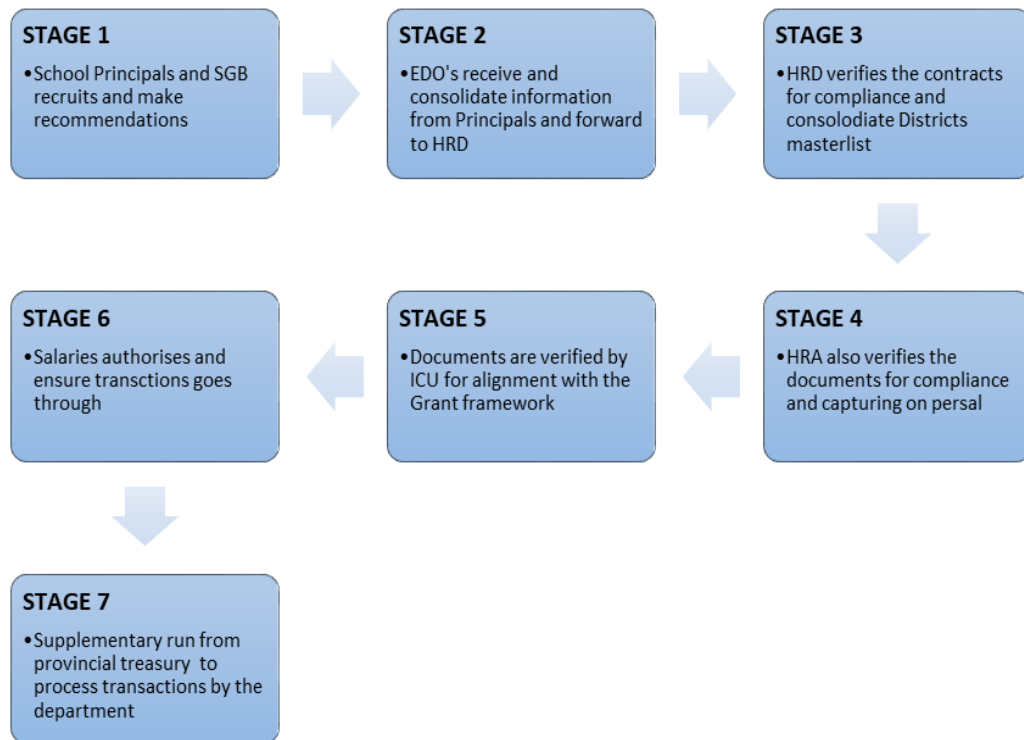 STAGE 1
•School Principals and SGB
recruits and make
recommendations
STAGE 2
•EDO's receive and
consolidate information
from Principals and forward
to HRD
STAGE 3
•HRD verifies the contracts
for compliance and
consolodiate Districts
masterlist
STAGE 4
•HRA also verifies the
documents for compliance
and capturing on persal
STAGE 5
•Documents are verified by
ICU for alignment with the
Grant framework
STAGE 6
•Salaries authorises and
ensure transctions goes
through
STAGE 7
•Supplementary run from
provincial treasury to
process transactions by the
department